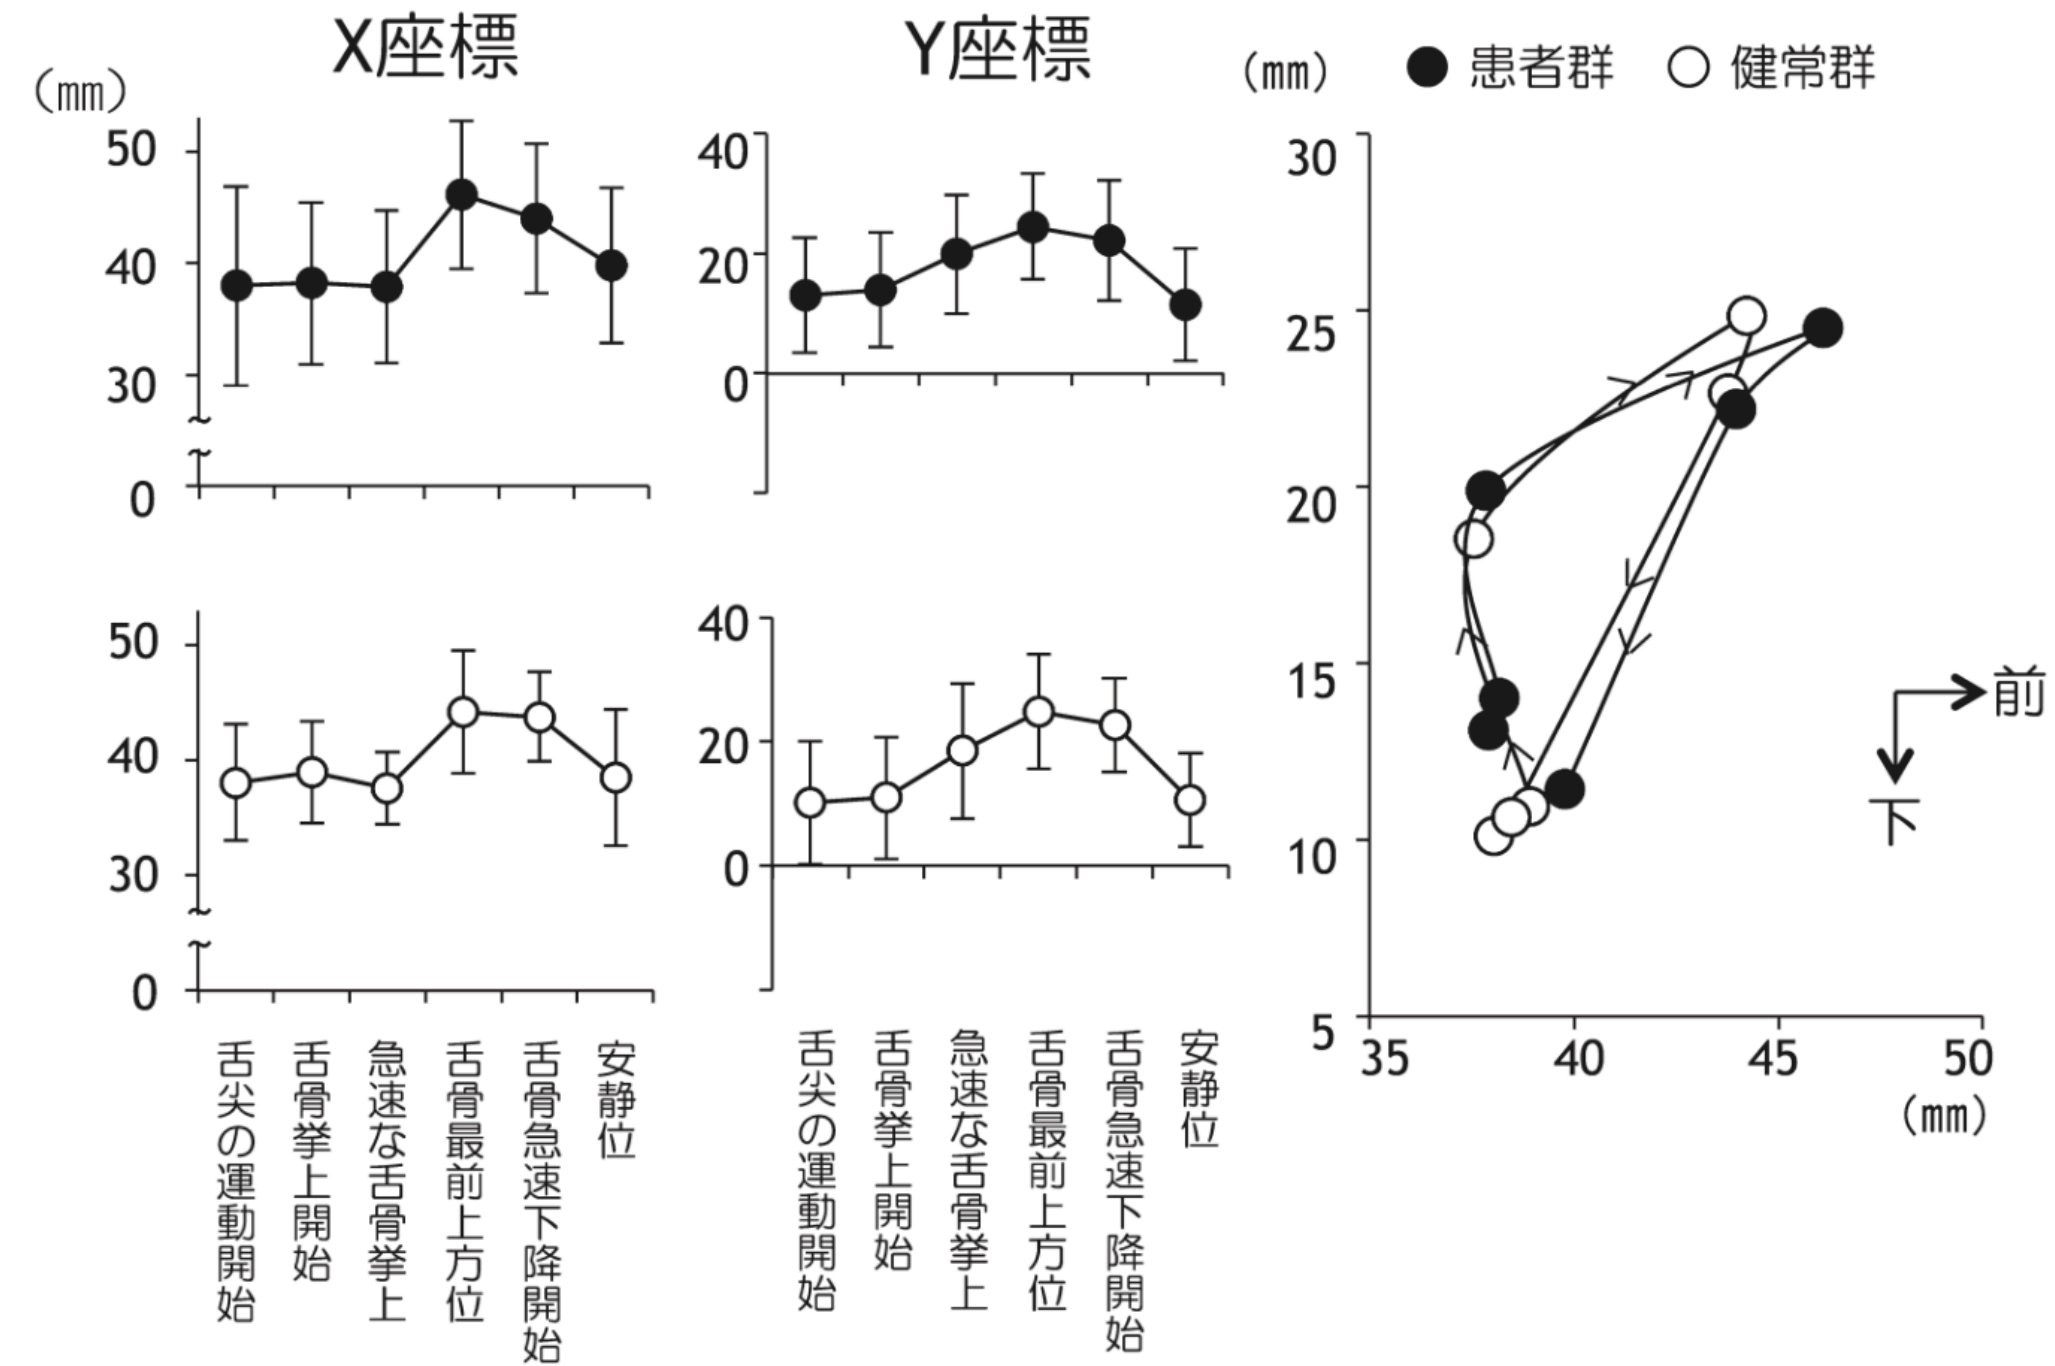 X座標
(mm)
50
40
30
0
50
40
30
0
舌尖の運動開始
舌骨挙上開始
急速な舌骨挙上
舌骨最前上方位
舌骨急速下降開始
安静位
Y座標
40
20
0
40
20
0
舌尖の運動開始
舌骨挙上開始
急速な舌骨挙上
舌骨最前上方位
舌骨急速下降開始
安静位
(mm)
患者群 健常群
30
25
20
15
10
5
35 40 45 50
(mm)
前
下